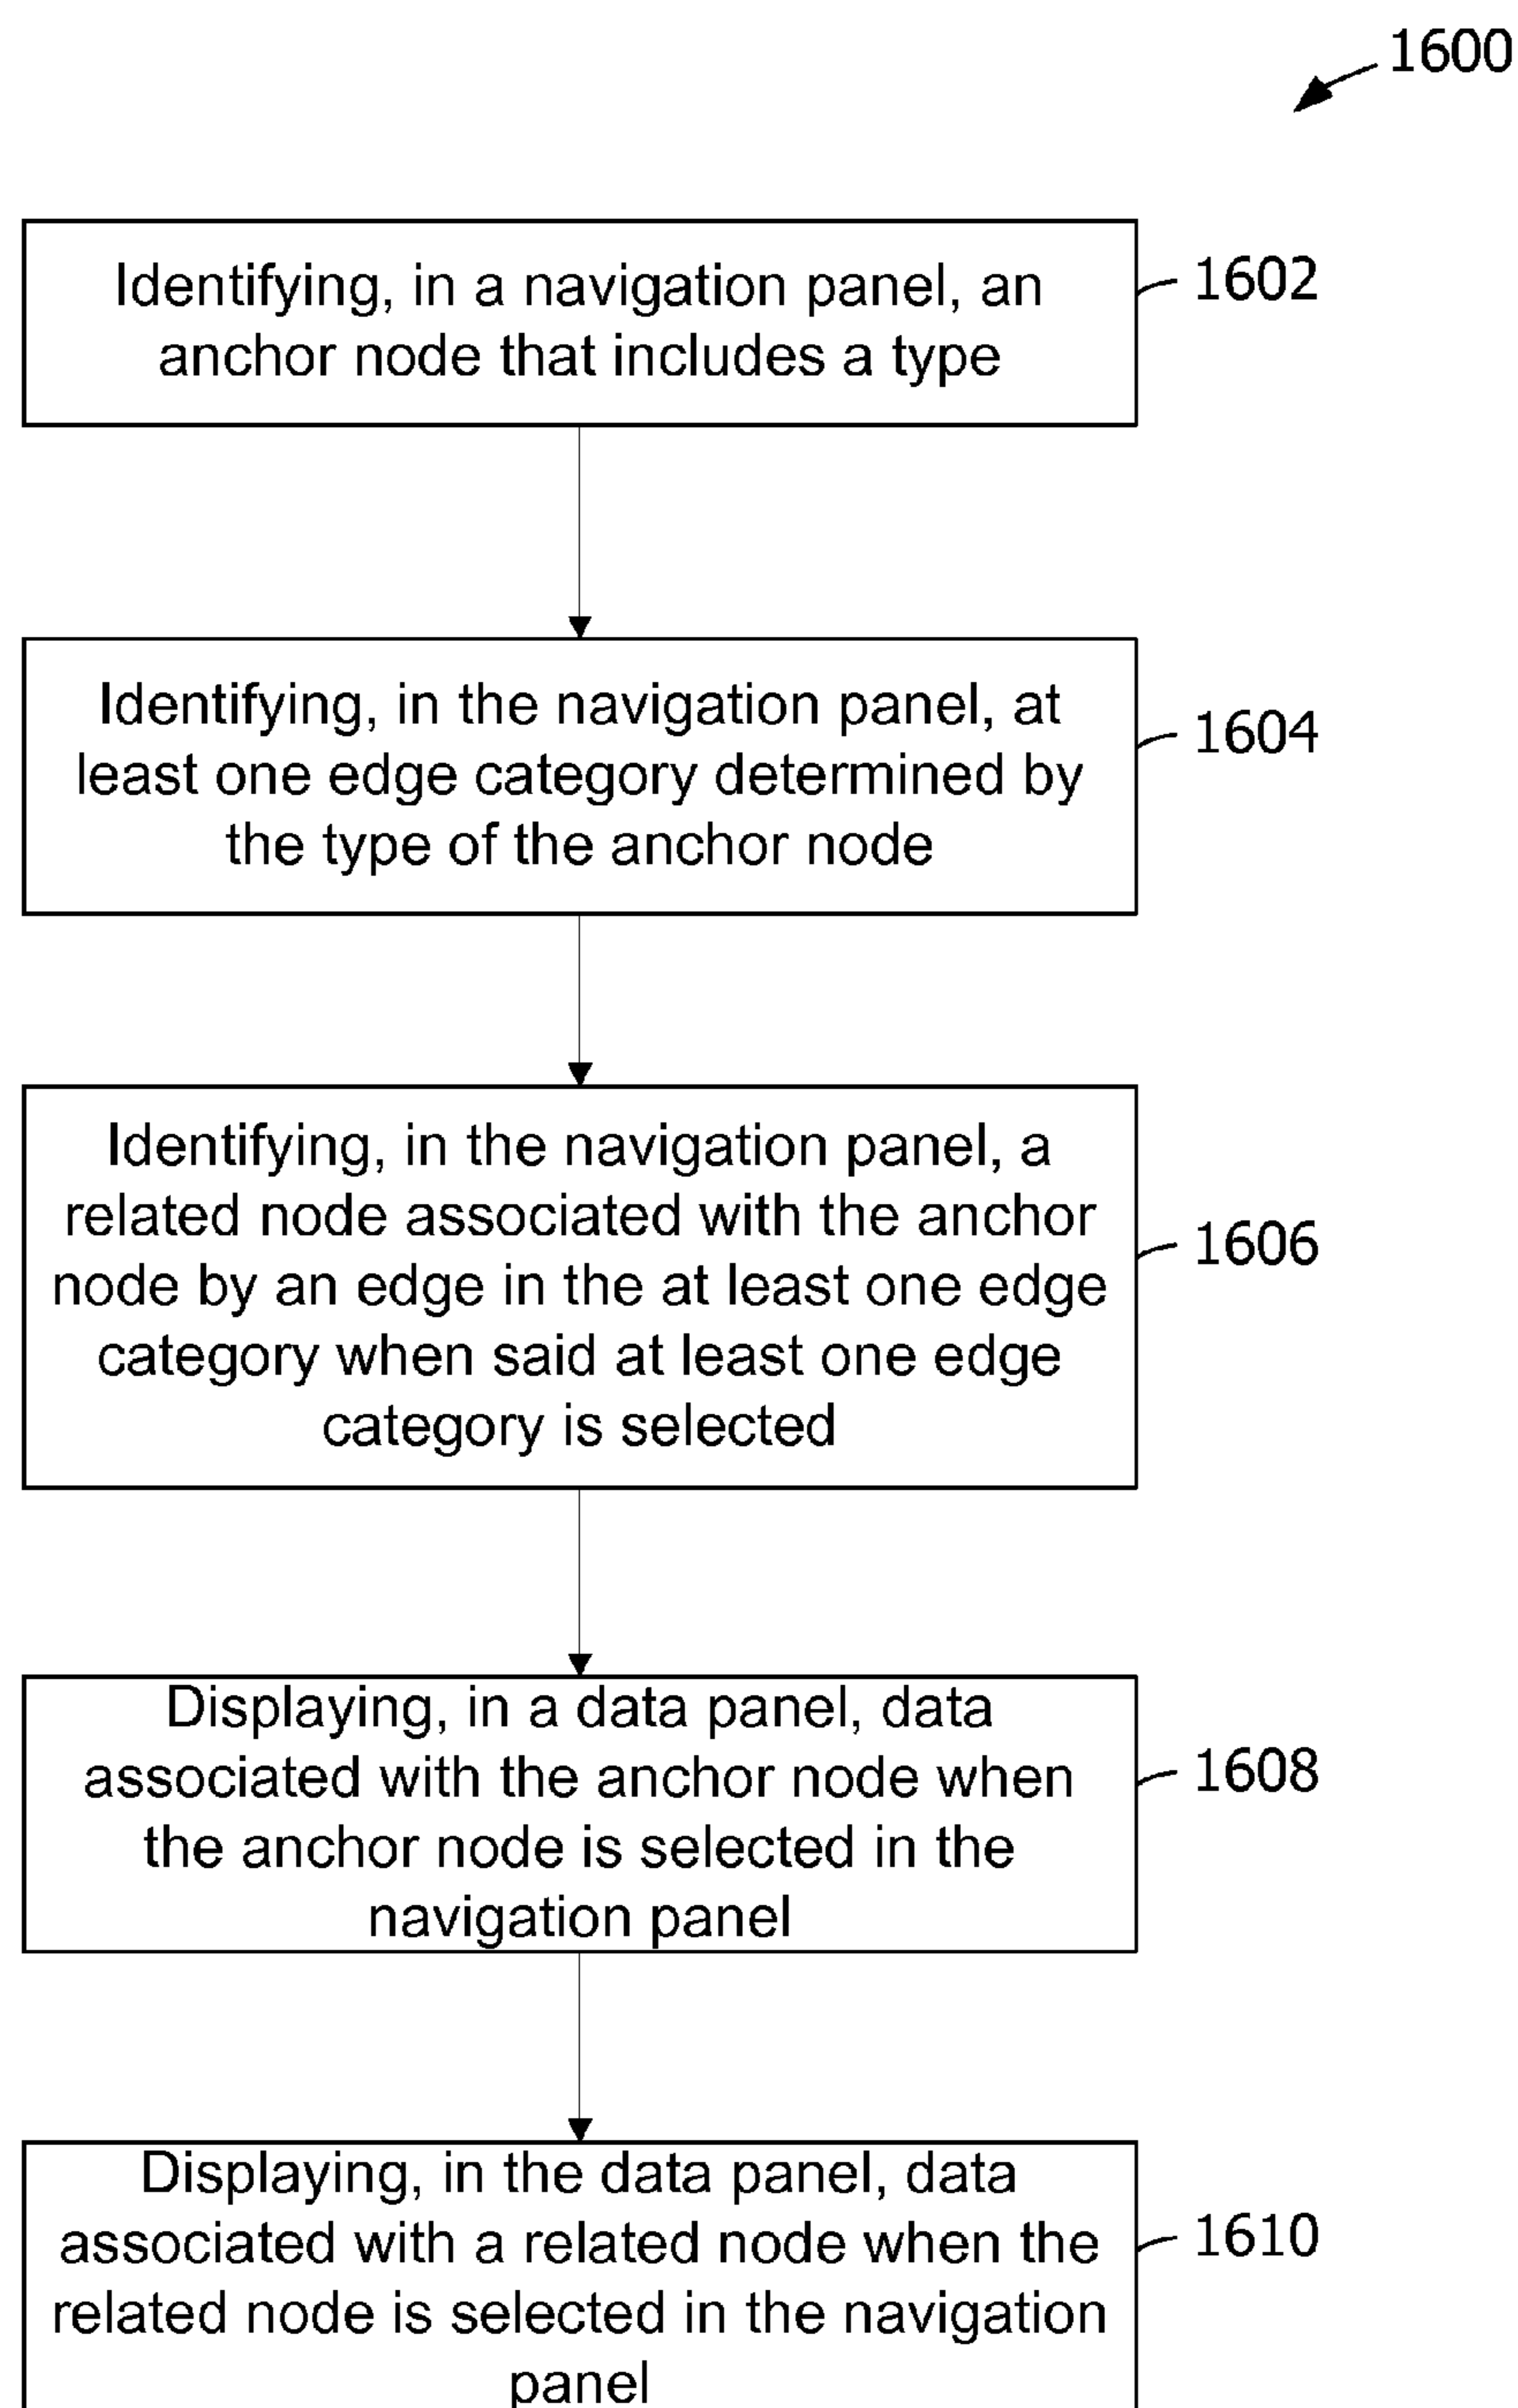 1600
Identifying, in a navigation panel, an
anchor node that includes a type
1602
Identifying, in the navigation panel, at
least one edge category determined by
the type of the anchor node
1604
Identifying, in the navigation panel, a
related node associated with the anchor
node by an edge in the at least one edge
category when said at least one edge
category is selected
1606
Displaying, in a data panel, data
associated with the anchor node when
the anchor node is selected in the
navigation panel
1608
Displaying, in the data panel, data
associated with a related node when the
related node is selected in the navigation
panel
1610